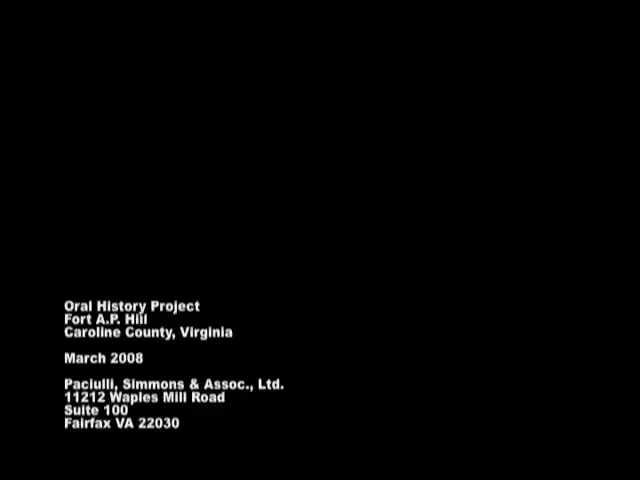 Oral History Project
Fort A.P. Hill
Caroline County, Virginia
March 2008
Paciulli, Simmons & Assoc., Ltd.
11212 Waples Mill Road
Suite 100
Fairfax VA 22030